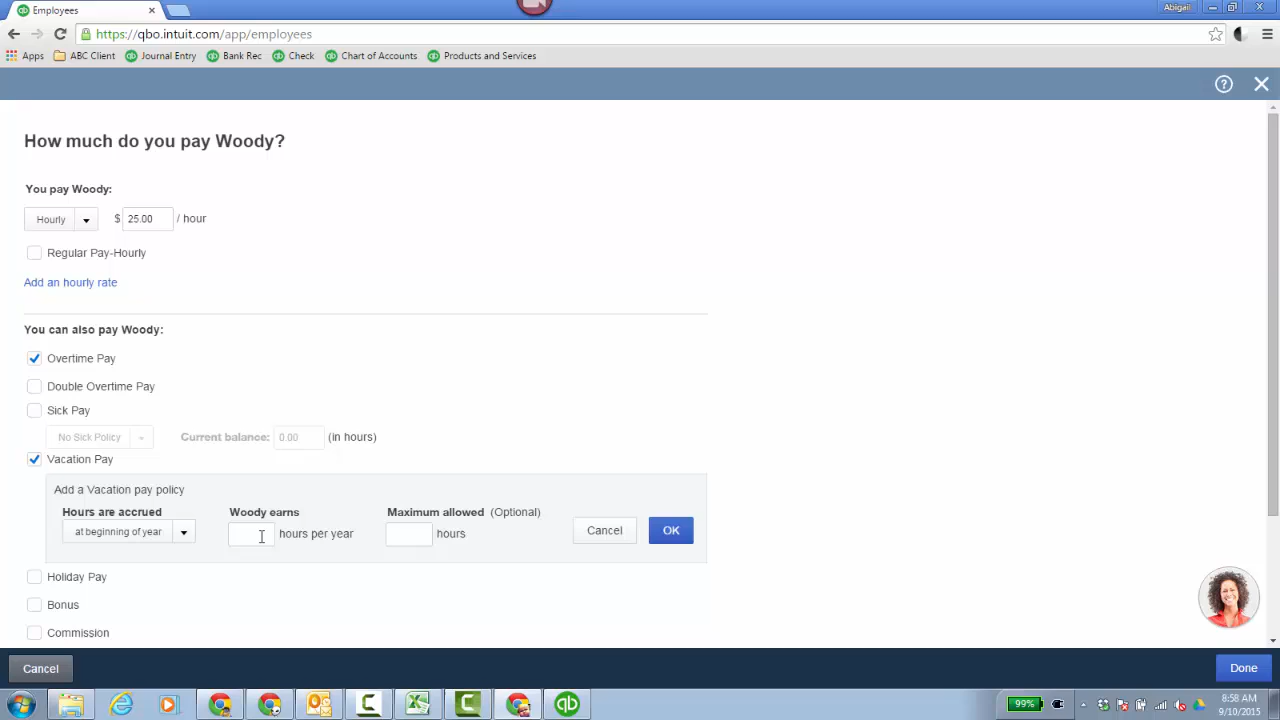 Employees
Abigail
https://qbo.intuit.com/app/employees
Apps ABC Client Journal Entry Bank Rec Check Chart of Accounts Products and Services
How much do you pay Woody?
You pay Woody:
Hourly $ 25.00 / hour
Regular Pay-Hourly
Add an hourly rate
You can also pay Woody:
Overtime Pay
Double Overtime Pay
Sick Pay
No Sick Policy Current balance: 0.00 (in hours)
Vacation Pay
Add a Vacation pay policy
Hours are accrued Woody earns Maximum allowed (Optional)
at beginning of year hours per year hours Cancel OK
Holiday Pay
Bonus
Commission
Cancel Done
99% 8:58 AM
9/10/2015